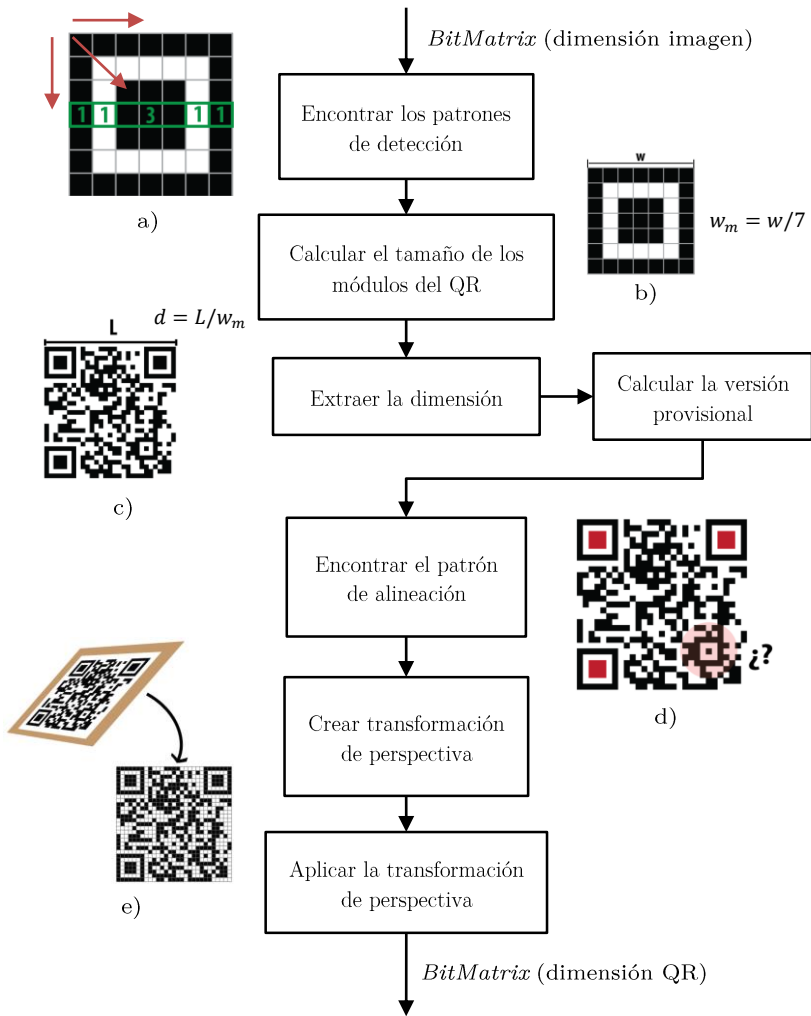 BitMatrix (dimensión imagen)
1 1 3 1 1
a)
Encontrar los patrones
de detección
w
w_m = w/7
b)
Calcular el tamaño de los
módulos del QR
d = L/w_m
L
c)
Extraer la dimensión
Calcular la versión
provisional
Encontrar el patrón
de alineación
¿?
d)
Crear transformación
de perspectiva
e)
Aplicar la transformación
de perspectiva
BitMatrix (dimensión QR)